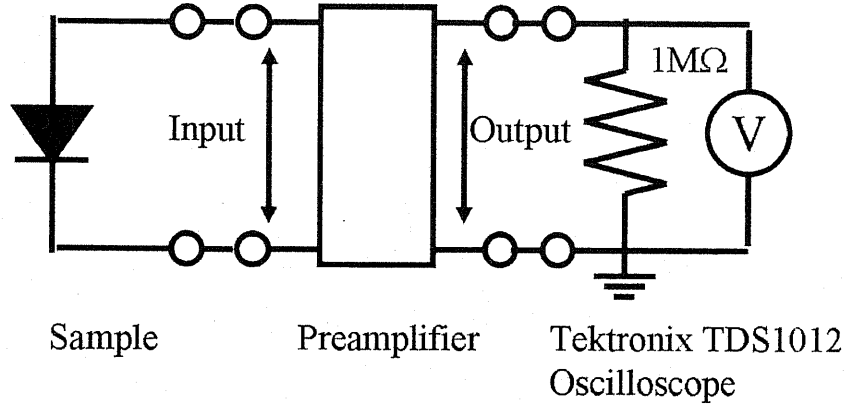 1MΩ
Input
Output
V
Sample
Preamplifier
Tektronix TDS1012
Oscilloscope